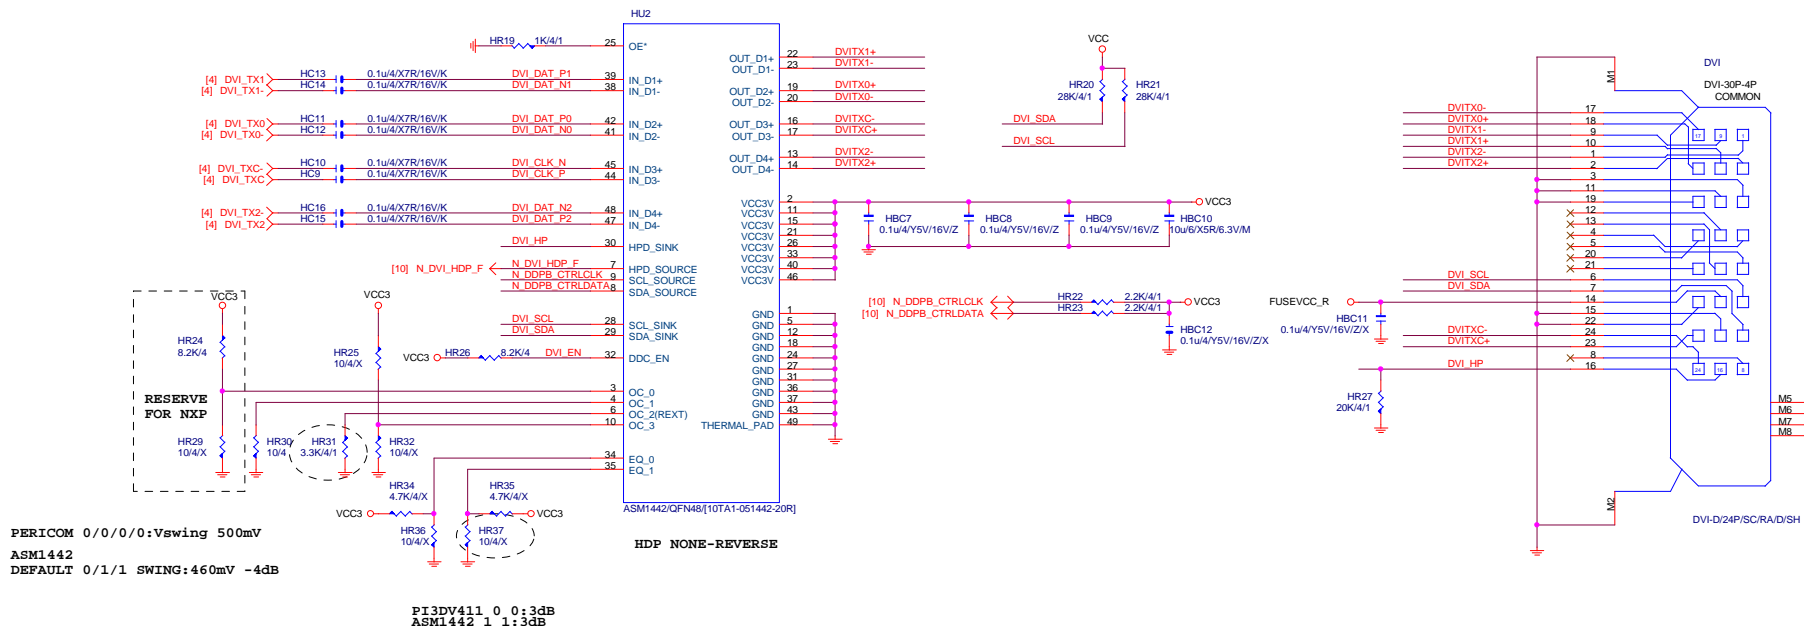 HU2
HR19 1K/4/1 25 OE*
[4] DVI_TX1 HC13 0.1u/4/X7R/16V/K DVI_DAT_P1 39 IN_D1+
[4] DVI_TX1- HC14 0.1u/4/X7R/16V/K DVI_DAT_N1 38 IN_D1-
[4] DVI_TX0 HC11 0.1u/4/X7R/16V/K DVI_DAT_P0 42 IN_D2+
[4] DVI_TX0- HC12 0.1u/4/X7R/16V/K DVI_DAT_N0 41 IN_D2-
[4] DVI_TXC- HC10 0.1u/4/X7R/16V/K DVI_CLK_N 45 IN_D3+
[4] DVI_TXC HC9 0.1u/4/X7R/16V/K DVI_CLK_P 44 IN_D3-
[4] DVI_TX2- HC16 0.1u/4/X7R/16V/K DVI_DAT_N2 48 IN_D4+
[4] DVI_TX2 HC15 0.1u/4/X7R/16V/K DVI_DAT_P2 47 IN_D4-
DVI_HP 30 HPD_SINK
[10] N_DVI_HDP_F N_DVI_HDP_F 7 HPD_SOURCE
N_DDPB_CTRLCLK 9 SCL_SOURCE
N_DDPB_CTRLDATA 8 SDA_SOURCE
DVI_SCL 28 SCL_SINK
DVI_SDA 29 SDA_SINK
VCC3 HR26 8.2K/4 DVI_EN 32 DDC_EN
3 OC_0
4 OC_1
6 OC_2(REXT)
10 OC_3
34 EQ_0
35 EQ_1
VCC3
HR24
8.2K/4
RESERVE
FOR NXP
HR29
10/4/X
HR30
10/4
HR31
3.3K/4/1
VCC3
HR25
10/4/X
HR32
10/4/X
HR34
4.7K/4/X
VCC3
HR36
10/4/X
HR35
4.7K/4/X
VCC3
HR37
10/4/X
OUT_D1+ 22 DVITX1+
OUT_D1- 23 DVITX1-
OUT_D2+ 19 DVITX0+
OUT_D2- 20 DVITX0-
OUT_D3+ 16 DVITXC-
OUT_D3- 17 DVITXC+
OUT_D4+ 13 DVITX2-
OUT_D4- 14 DVITX2+
VCC3V 2
VCC3V 11
VCC3V 15
VCC3V 21
VCC3V 26
VCC3V 33
VCC3V 40
VCC3V 46
GND 1
GND 5
GND 12
GND 18
GND 24
GND 27
GND 31
GND 36
GND 37
GND 43
THERMAL_PAD 49
ASM1442/QFN48/[10TA1-051442-20R]
HDP NONE-REVERSE
VCC
HR20
28K/4/1
HR21
28K/4/1
DVI_SDA
DVI_SCL
VCC3
HBC7
0.1u/4/Y5V/16V/Z
HBC8
0.1u/4/Y5V/16V/Z
HBC9
0.1u/4/Y5V/16V/Z
HBC10
10u/6/X5R/6.3V/M
[10] N_DDPB_CTRLCLK HR22 2.2K/4/1 VCC3
[10] N_DDPB_CTRLDATA HR23 2.2K/4/1
HBC12
0.1u/4/Y5V/16V/Z/X
DVI
DVI-30P-4P
COMMON
M1
DVITX0- 17
DVITX0+ 18
DVITX1- 9
DVITX1+ 10
DVITX2- 1
DVITX2+ 2
3
11
19
12
13
4
5
20
21
DVI_SCL 6
DVI_SDA 7
FUSEVCC_R 14
15
22
DVITXC- 24
DVITXC+ 23
8
DVI_HP 16
HBC11
0.1u/4/Y5V/16V/Z/X
HR27
20K/4/1
17 9 1
24 16 8
M5
M6
M7
M8
M2
DVI-D/24P/SC/RA/D/SH
PERICOM 0/0/0/0:Vswing 500mV
ASM1442
DEFAULT 0/1/1 SWING:460mV -4dB
PI3DV411 0 0:3dB
ASM1442 1 1:3dB